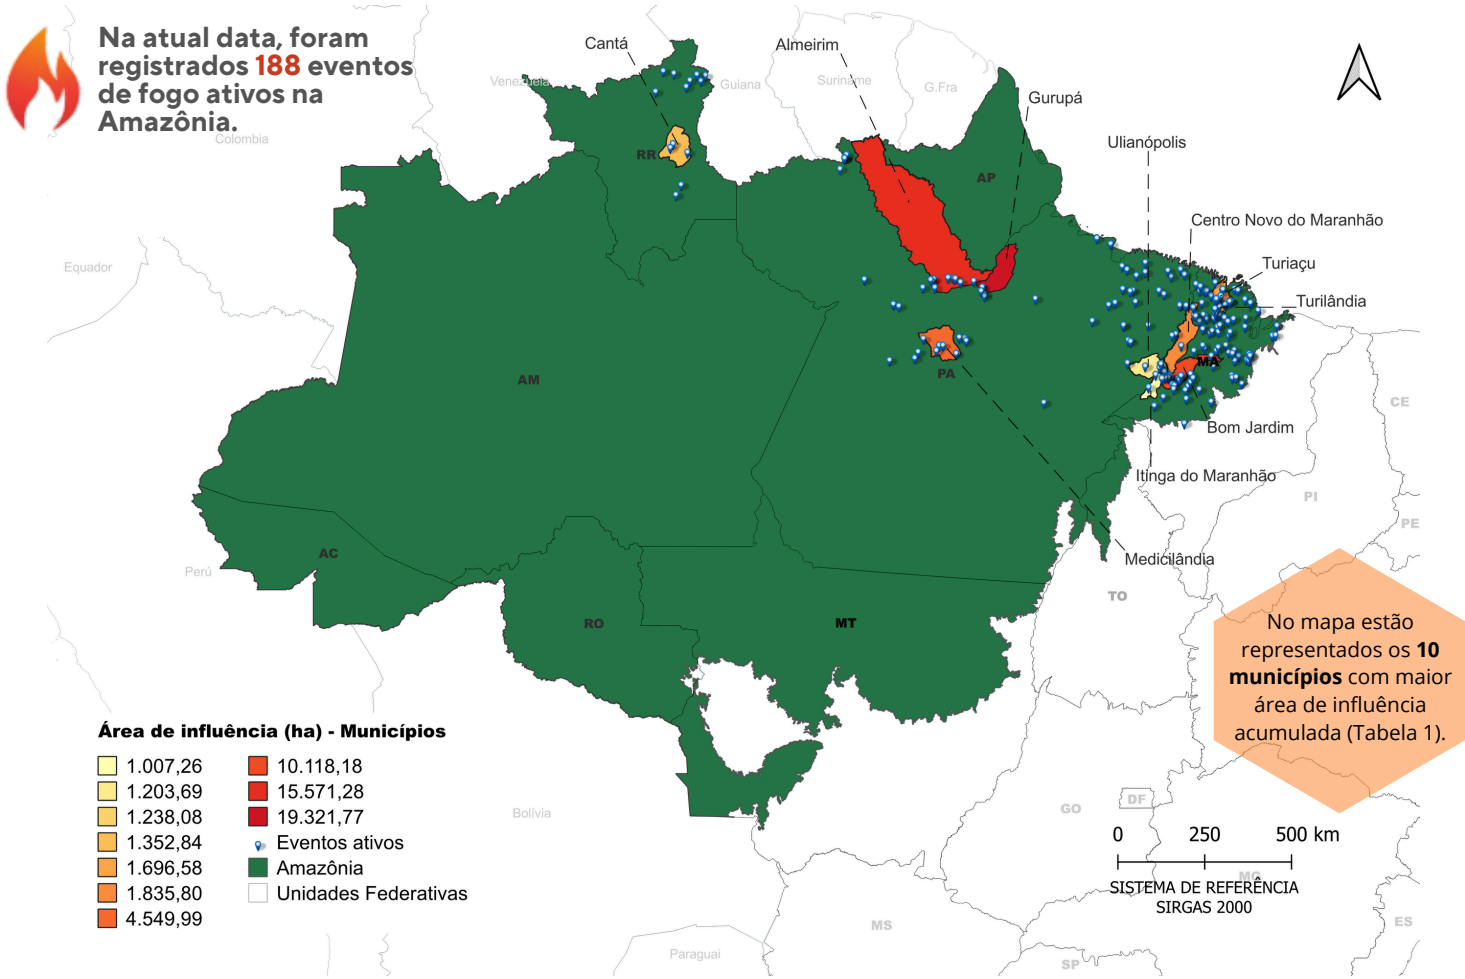 Na atual data, foram
registrados 188 eventos
de fogo ativos na
Amazônia.
Cantá
Almeirim
Gurupá
Ulianópolis
Centro Novo do Maranhão
Turiaçu
Turilândia
Bom Jardim
Itinga do Maranhão
Medicilândia
Venezuela
Guiana
Suriname
G.Fra
Colombia
Equador
Perú
Bolívia
Paraguai
RR
AP
AM
PA
MA
AC
RO
MT
TO
CE
PI
PE
GO
DF
MG
ES
MS
SP
No mapa estão
representados os 10
municípios com maior
área de influência
acumulada (Tabela 1).
Área de influência (ha) - Municípios
1.007,26
1.203,69
1.238,08
1.352,84
1.696,58
1.835,80
4.549,99
10.118,18
15.571,28
19.321,77
Eventos ativos
Amazônia
Unidades Federativas
0 250 500 km
SISTEMA DE REFERÊNCIA
SIRGAS 2000